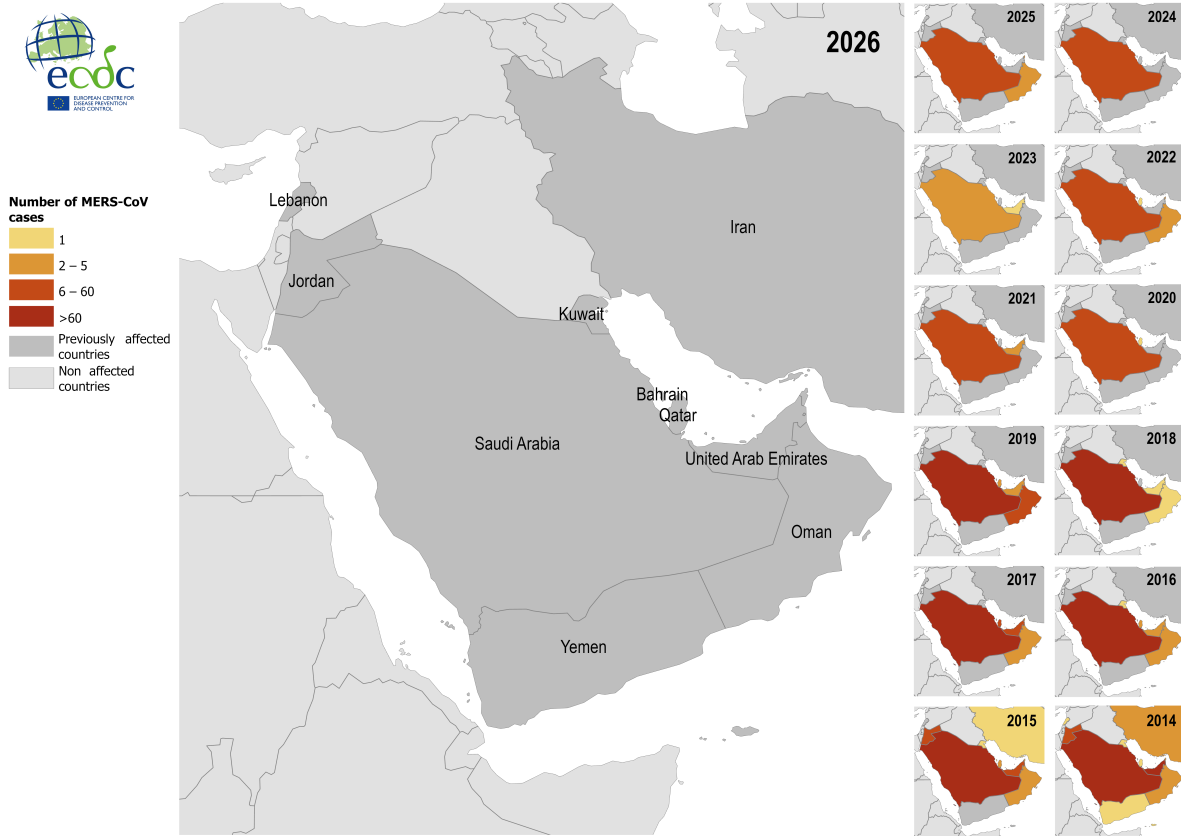 ecdc
EUROPEAN CENTRE FOR
DISEASE PREVENTION
AND CONTROL
Number of MERS-CoV
cases
1
2 – 5
6 – 60
>60
Previously affected
countries
Non affected
countries
2026
Lebanon
Iran
Jordan
Kuwait
Bahrain
Qatar
Saudi Arabia
United Arab Emirates
Oman
Yemen
2025
2024
2023
2022
2021
2020
2019
2018
2017
2016
2015
2014